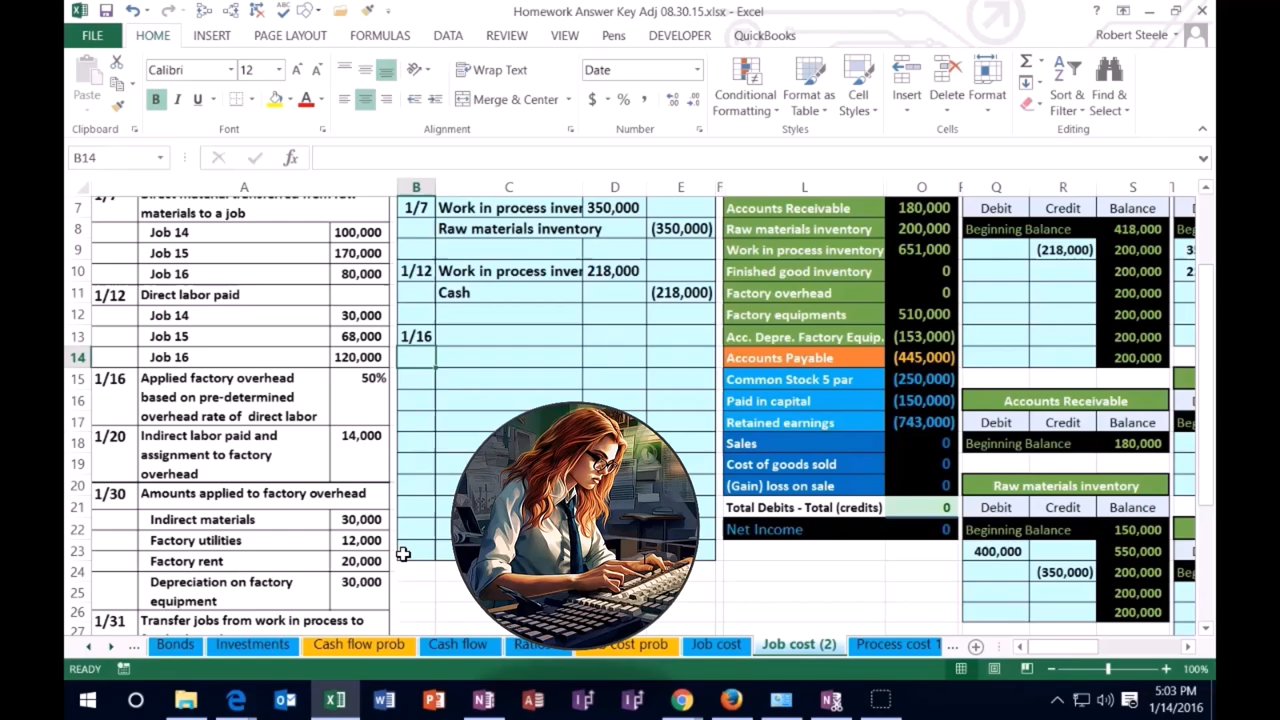 Homework Answer Key Adj 08.30.15.xlsx - Excel
FILE HOME INSERT PAGE LAYOUT FORMULAS DATA REVIEW VIEW Pens DEVELOPER QuickBooks Robert Steele
Calibri 12 Wrap Text Date
Paste B I U A Merge & Center $ % Conditional Formatting Format as Table Cell Styles Insert Delete Format Sort & Filter Find & Select
Clipboard Font Alignment Number Styles Cells Editing
B14 fx
A B C D E F L O Q R S
7 materials to a job 1/7 Work in process inver 350,000 Accounts Receivable 180,000 Debit Credit Balance
8 Job 14 100,000 Raw materials inventory (350,000) Raw materials inventory 200,000 Beginning Balance 418,000
9 Job 15 170,000 Work in process inventory 651,000 (218,000) 200,000
10 Job 16 80,000 1/12 Work in process inver 218,000 Finished good inventory 0 200,000
11 1/12 Direct labor paid Cash (218,000) Factory overhead 0 200,000
12 Job 14 30,000 Factory equipments 510,000 200,000
13 Job 15 68,000 1/16 Acc. Depre. Factory Equip. (153,000) 200,000
14 Job 16 120,000 Accounts Payable (445,000) 200,000
15 1/16 Applied factory overhead 50% Common Stock 5 par (250,000)
16 based on pre-determined Paid in capital (150,000) Accounts Receivable
17 overhead rate of direct labor Retained earnings (743,000) Debit Credit Balance
18 1/20 Indirect labor paid and 14,000 Sales 0 Beginning Balance 180,000
19 assignment to factory Cost of goods sold 0
20 overhead (Gain) loss on sale 0 Raw materials inventory
21 1/30 Amounts applied to factory overhead Total Debits - Total (credits) 0 Debit Credit Balance
22 Indirect materials 30,000 Net Income 0 Beginning Balance 150,000
23 Factory utilities 12,000 400,000 550,000
24 Factory rent 20,000 (350,000) 200,000
25 Depreciation on factory 30,000 200,000
equipment 200,000
26 1/31 Transfer jobs from work in process to
Bonds Investments Cash flow prob Cash flow cost prob Job cost Job cost (2) Process cost 1
READY 100%
5:03 PM
1/14/2016